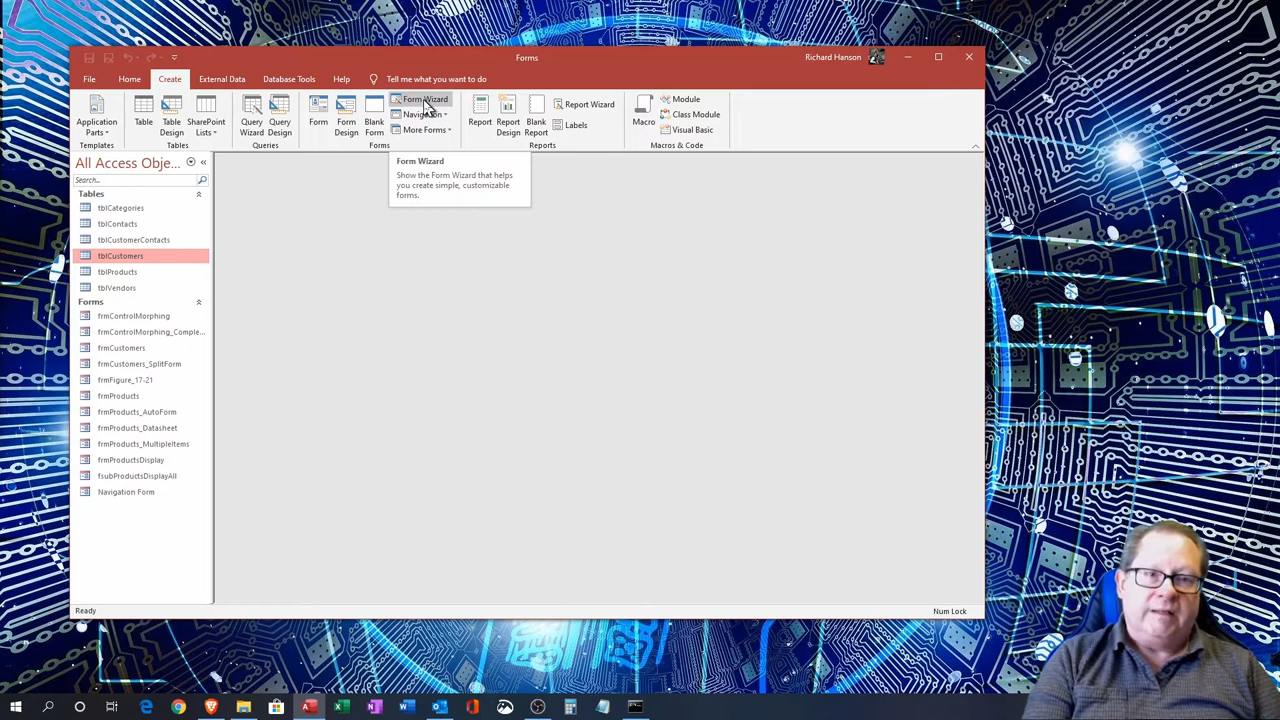 Forms
Richard Hanson
File
Home
Create
External Data
Database Tools
Help
Tell me what you want to do
Application
Parts
Templates
Table
Table
Design
SharePoint
Lists
Tables
Query
Wizard
Query
Design
Queries
Form
Form
Design
Blank
Form
Form Wizard
Navigation
More Forms
Forms
Report
Report
Design
Blank
Report
Report Wizard
Labels
Reports
Macro
Module
Class Module
Visual Basic
Macros & Code
Form Wizard
Show the Form Wizard that helps
you create simple, customizable
forms.
All Access Obje...
Search...
Tables
tblCategories
tblContacts
tblCustomerContacts
tblCustomers
tblProducts
tblVendors
Forms
frmControlMorphing
frmControlMorphing_Comple...
frmCustomers
frmCustomers_SplitForm
frmFigure_17-21
frmProducts
frmProducts_AutoForm
frmProducts_Datasheet
frmProducts_MultipleItems
frmProductsDisplay
fsubProductsDisplayAll
Navigation Form
Ready
Num Lock